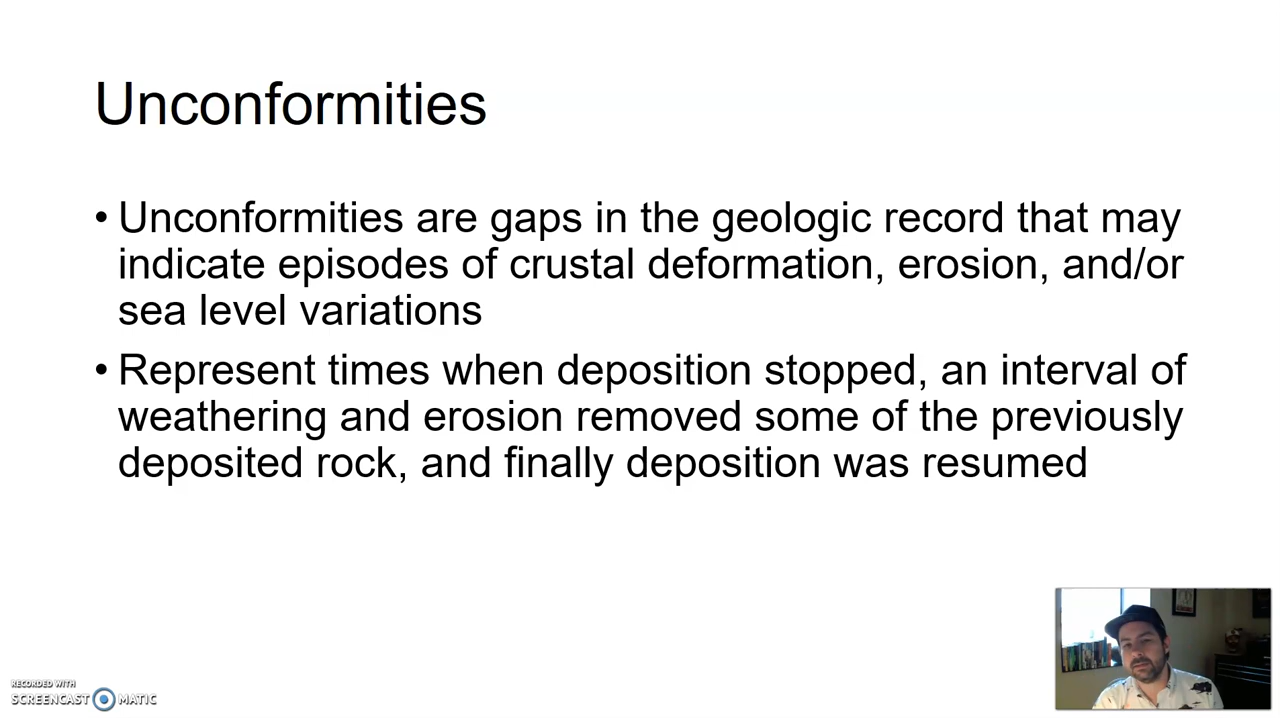 Unconformities
• Unconformities are gaps in the geologic record that may
indicate episodes of crustal deformation, erosion, and/or
sea level variations
• Represent times when deposition stopped, an interval of
weathering and erosion removed some of the previously
deposited rock, and finally deposition was resumed
RECORDED WITH
SCREENCAST MATIC